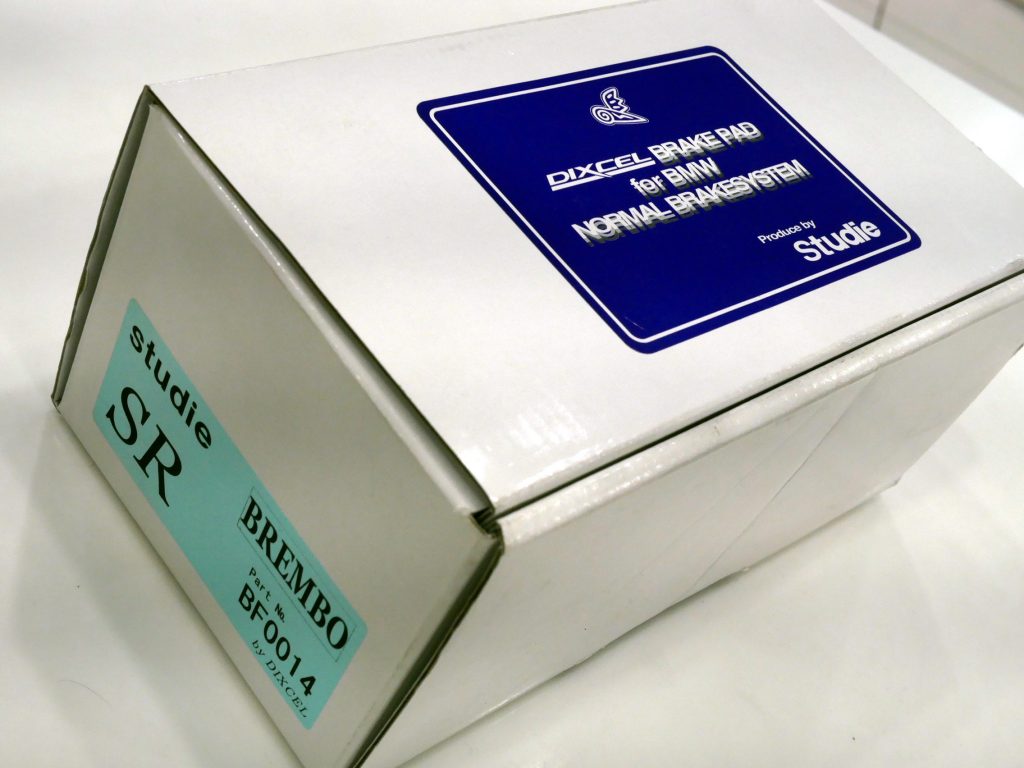 DIXCEL BRAKE PAD
for BMW
NORMAL BRAKESYSTEM
Produce by
Studie
studie
SR
BREMBO
Part No.
BF0014
by DIXCEL